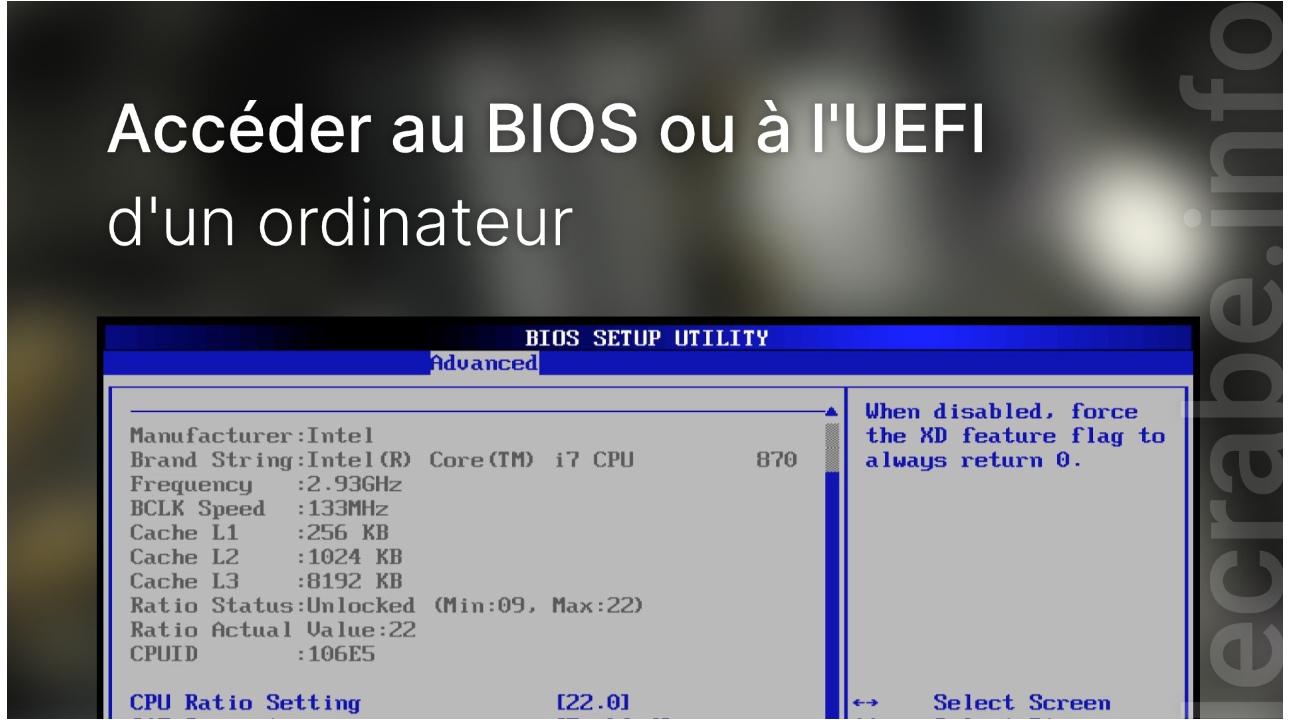 Accéder au BIOS ou à l'UEFI
d'un ordinateur
BIOS SETUP UTILITY
Advanced
Manufacturer:Intel
Brand String:Intel(R) Core(TM) i7 CPU 870
Frequency :2.93GHz
BCLK Speed :133MHz
Cache L1 :256 KB
Cache L2 :1024 KB
Cache L3 :8192 KB
Ratio Status:Unlocked (Min:09, Max:22)
Ratio Actual Value:22
CPUID :106E5
CPU Ratio Setting [22.0]
When disabled, force
the XD feature flag to
always return 0.
↔ Select Screen
lecrabe.info